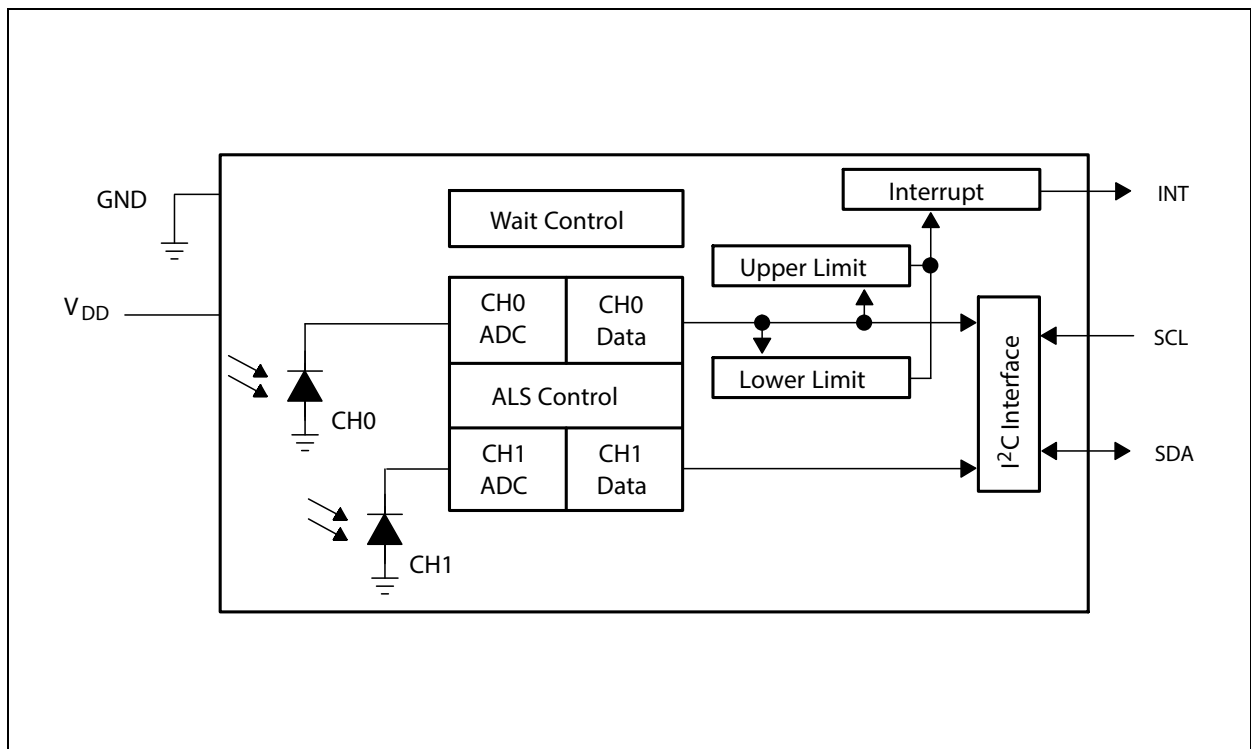 GND
V DD
Wait Control
CH0
ADC
CH0
Data
ALS Control
CH1
ADC
CH1
Data
CH0
CH1
Interrupt
Upper Limit
Lower Limit
I²C Interface
INT
SCL
SDA